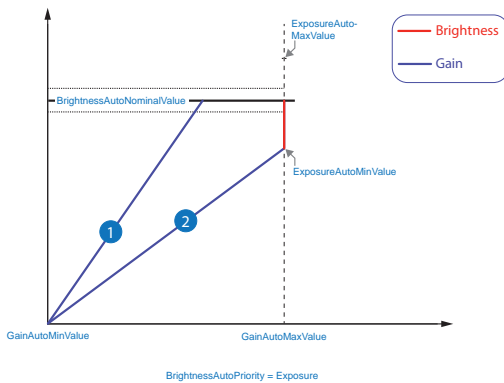 ExposureAuto-
MaxValue
Brightness
Gain
BrightnessAutoNominalValue
ExposureAutoMinValue
1
2
GainAutoMinValue
GainAutoMaxValue
BrightnessAutoPriority = Exposure